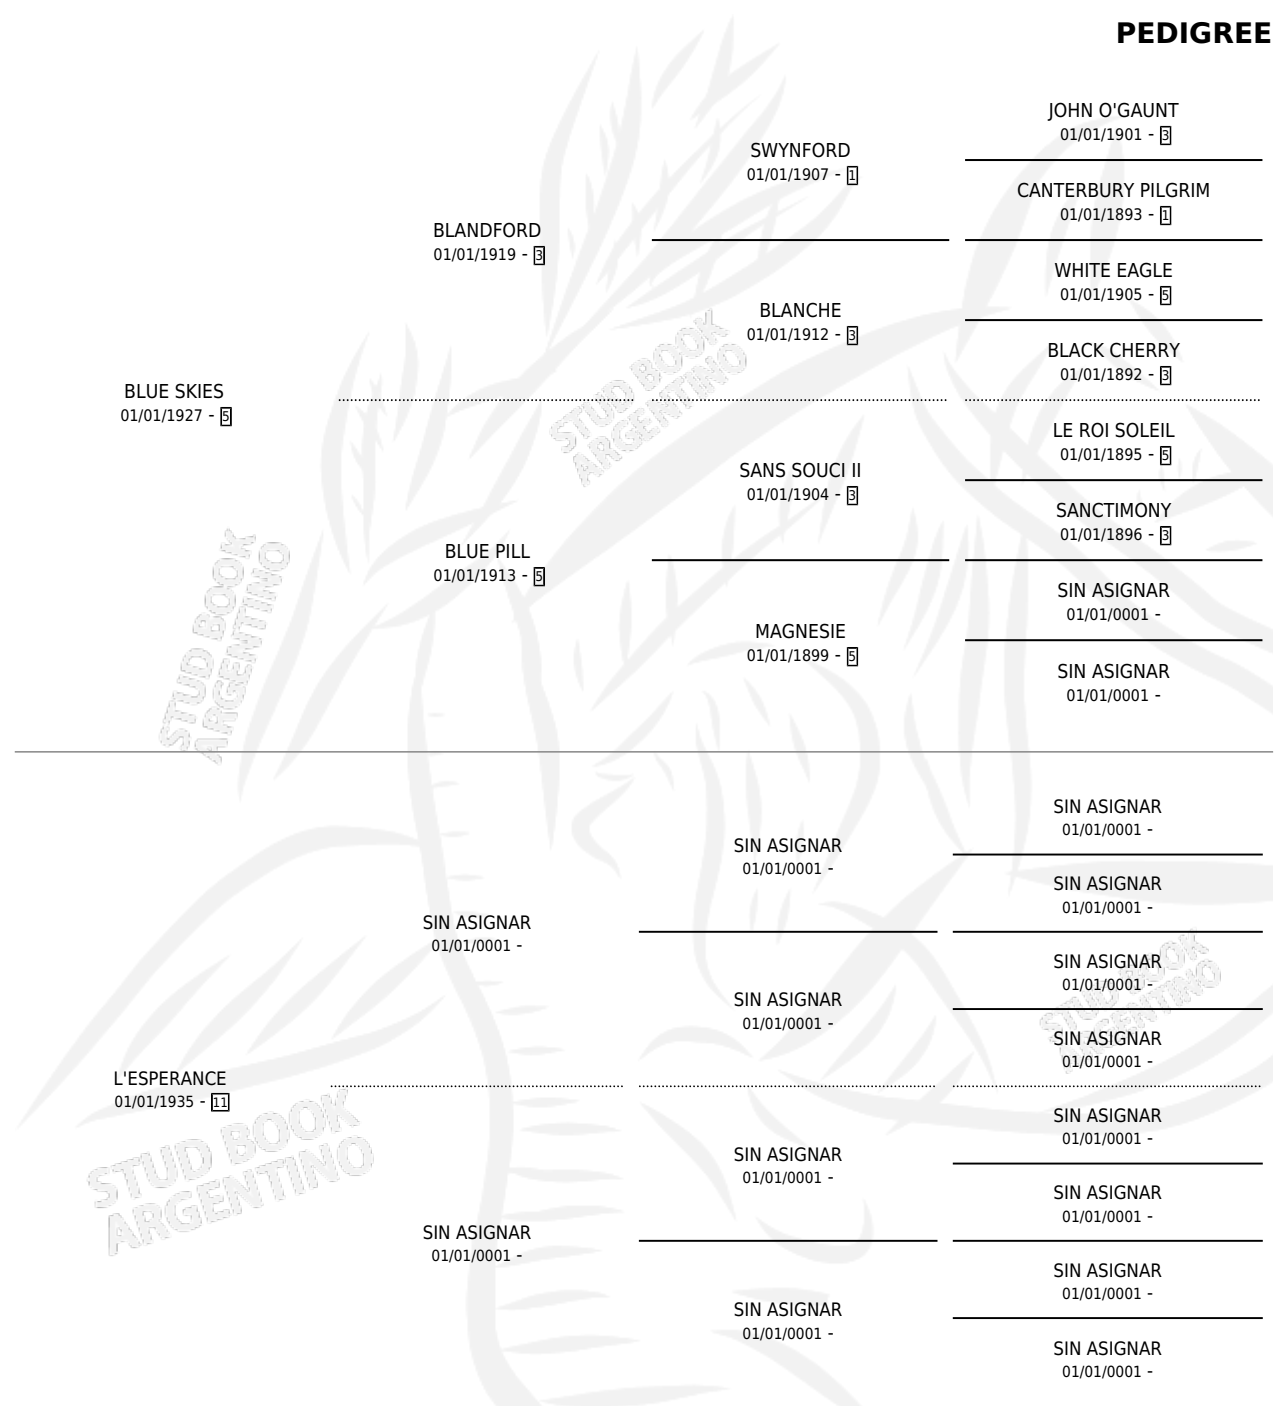 PEDIGREE
JOHN O'GAUNT
01/01/1901 - 3
SWYNFORD
01/01/1907 - 1
CANTERBURY PILGRIM
01/01/1893 - 1
BLANDFORD
01/01/1919 - 3
WHITE EAGLE
01/01/1905 - 5
BLANCHE
01/01/1912 - 3
BLACK CHERRY
01/01/1892 - 3
BLUE SKIES
01/01/1927 - 5
LE ROI SOLEIL
01/01/1895 - 5
SANS SOUCI II
01/01/1904 - 3
SANCTIMONY
01/01/1896 - 3
BLUE PILL
01/01/1913 - 5
SIN ASIGNAR
01/01/0001 -
MAGNESIE
01/01/1899 - 5
SIN ASIGNAR
01/01/0001 -
STUD BOOK
ARGENTINO
STUD BOOK
ARGENTINO
SIN ASIGNAR
01/01/0001 -
SIN ASIGNAR
01/01/0001 -
SIN ASIGNAR
01/01/0001 -
SIN ASIGNAR
01/01/0001 -
SIN ASIGNAR
01/01/0001 -
SIN ASIGNAR
01/01/0001 -
SIN ASIGNAR
01/01/0001 -
L'ESPERANCE
01/01/1935 - 11
SIN ASIGNAR
01/01/0001 -
SIN ASIGNAR
01/01/0001 -
SIN ASIGNAR
01/01/0001 -
SIN ASIGNAR
01/01/0001 -
SIN ASIGNAR
01/01/0001 -
SIN ASIGNAR
01/01/0001 -
SIN ASIGNAR
01/01/0001 -
STUD BOOK
ARGENTINO
STUD BOOK
ARGENTINO